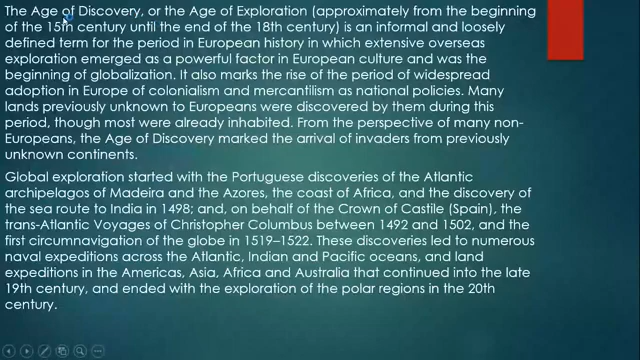 The Age of Discovery, or the Age of Exploration (approximately from the beginning
of the 15th century until the end of the 18th century) is an informal and loosely
defined term for the period in European history in which extensive overseas
exploration emerged as a powerful factor in European culture and was the
beginning of globalization. It also marks the rise of the period of widespread
adoption in Europe of colonialism and mercantilism as national policies. Many
lands previously unknown to Europeans were discovered by them during this
period, though most were already inhabited. From the perspective of many non-
Europeans, the Age of Discovery marked the arrival of invaders from previously
unknown continents.
Global exploration started with the Portuguese discoveries of the Atlantic
archipelagos of Madeira and the Azores, the coast of Africa, and the discovery of
the sea route to India in 1498; and, on behalf of the Crown of Castile (Spain), the
trans-Atlantic Voyages of Christopher Columbus between 1492 and 1502, and the
first circumnavigation of the globe in 1519–1522. These discoveries led to numerous
naval expeditions across the Atlantic, Indian and Pacific oceans, and land
expeditions in the Americas, Asia, Africa and Australia that continued into the late
19th century, and ended with the exploration of the polar regions in the 20th
century.